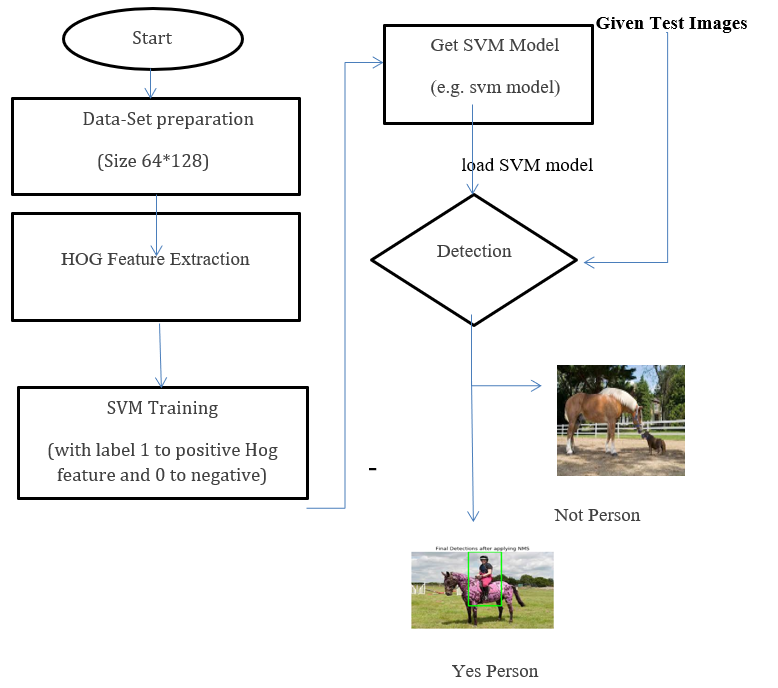 Start
Data-Set preparation
(Size 64*128)
HOG Feature Extraction
SVM Training
(with label 1 to positive Hog
feature and 0 to negative)
Get SVM Model
(e.g. svm model)
Given Test Images
load SVM model
Detection
-
Not Person
Final Detections after applying NMS
Yes Person